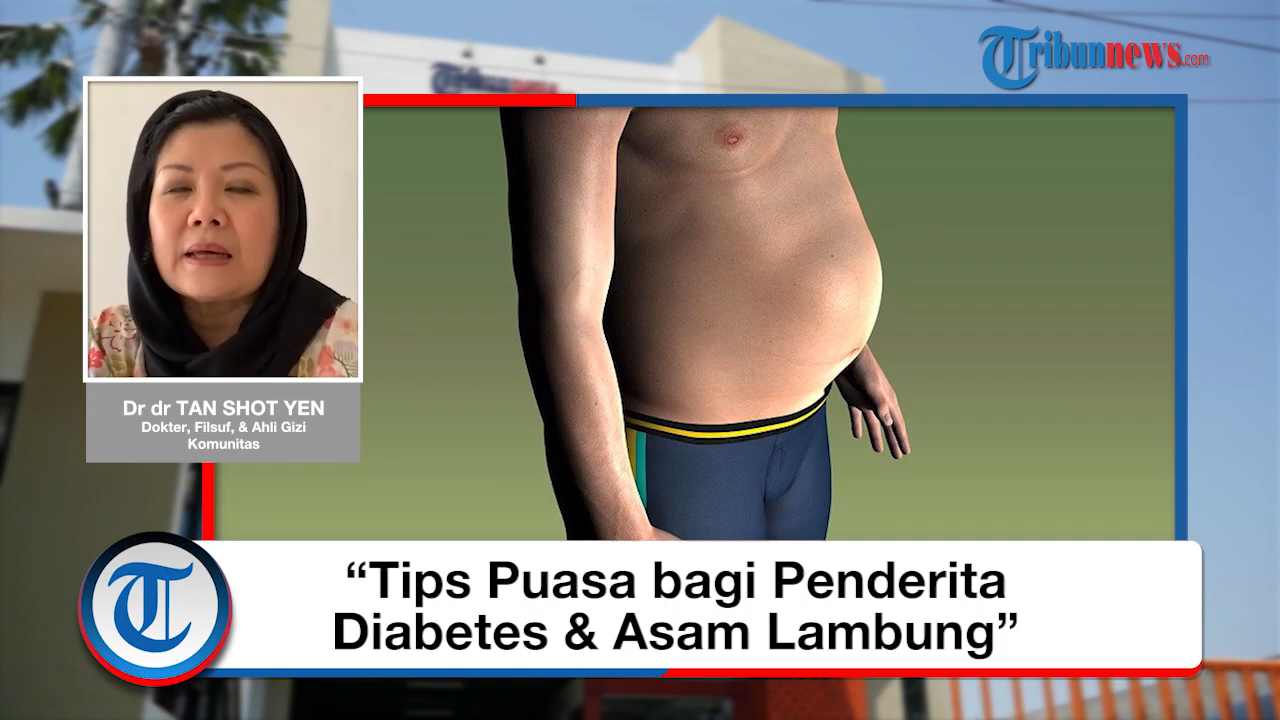 Tribunnews.com
Dr dr TAN SHOT YEN
Dokter, Filsuf, & Ahli Gizi
Komunitas
“Tips Puasa bagi Penderita
Diabetes & Asam Lambung”